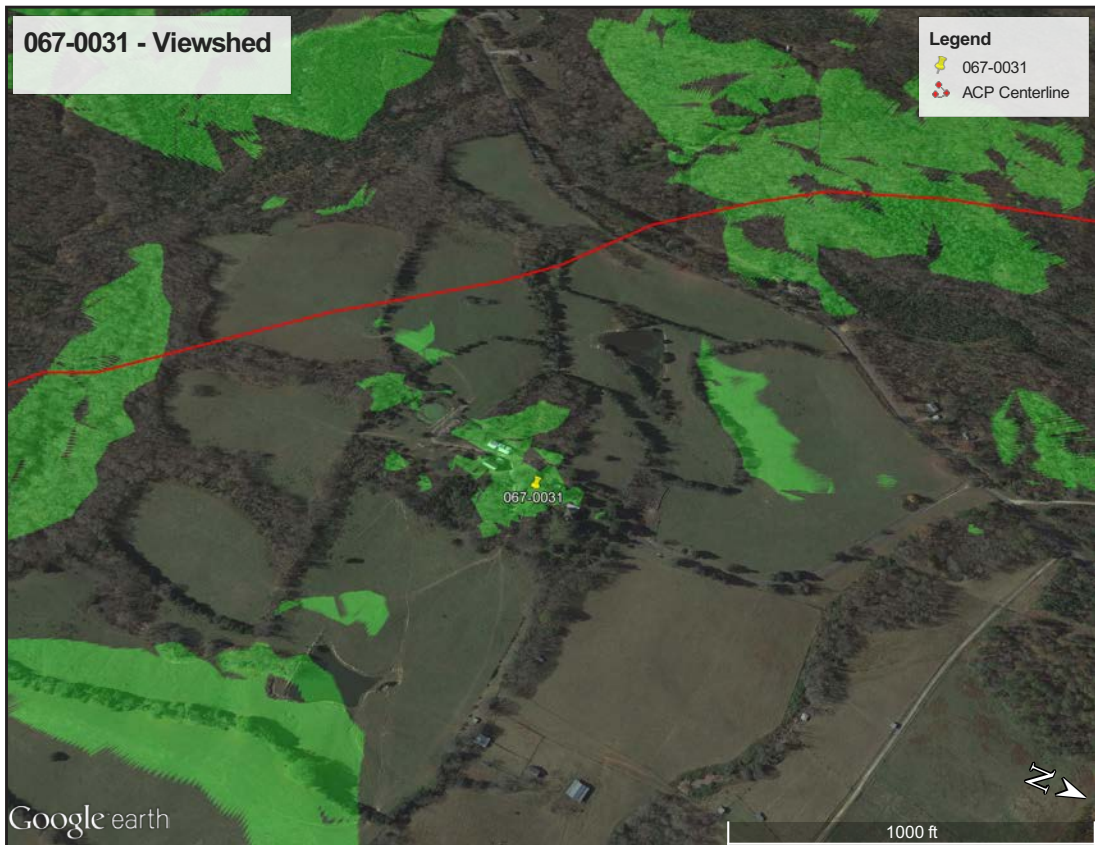 067-0031 - Viewshed
Legend
067-0031
ACP Centerline
067-0031
N
Google earth
1000 ft